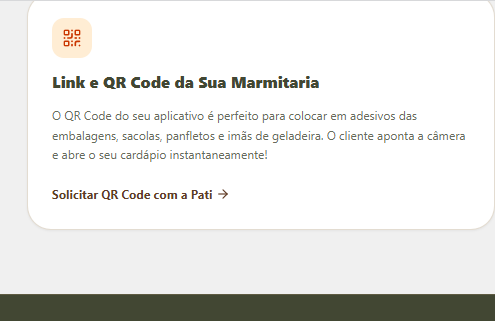 Link e QR Code da Sua Marmitaria
O QR Code do seu aplicativo é perfeito para colocar em adesivos das
embalagens, sacolas, panfletos e imãs de geladeira. O cliente aponta a câmera
e abre o seu cardápio instantaneamente!
Solicitar QR Code com a Pati →